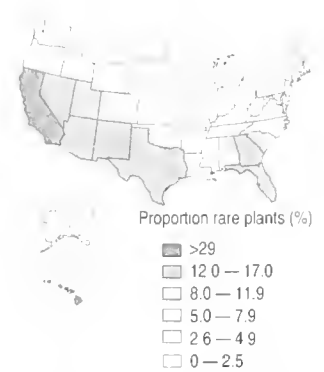 Proportion rare plants (%)
>29
12 0 — 17.0
8.0 — 11.9
5.0 — 7.9
2 6 — 4 9
0 — 2.5